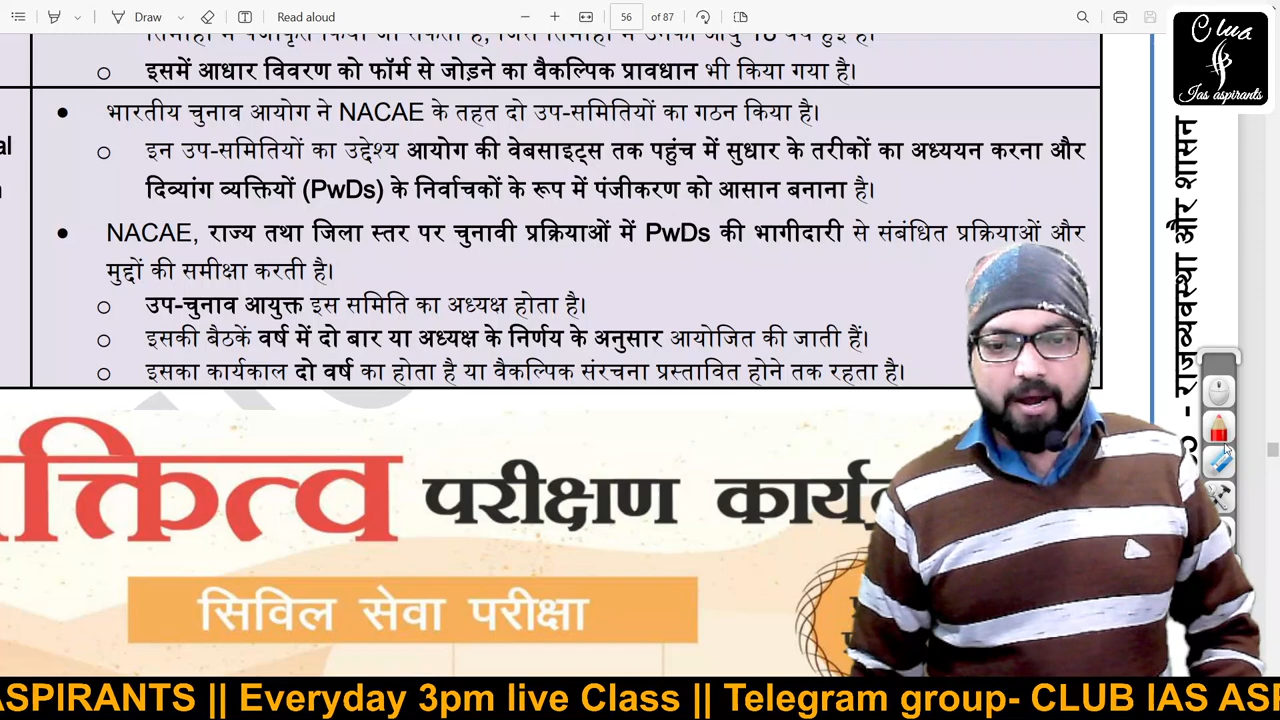 Draw
Read aloud
56 of 87
Clua
Ias aspirants
इसमें आधार विवरण को फॉर्म से जोड़ने का वैकल्पिक प्रावधान भी किया गया है।
भारतीय चुनाव आयोग ने NACAE के तहत दो उप-समितियों का गठन किया है।
इन उप-समितियों का उद्देश्य आयोग की वेबसाइट्स तक पहुंच में सुधार के तरीकों का अध्ययन करना और
दिव्यांग व्यक्तियों (PwDs) के निर्वाचकों के रूप में पंजीकरण को आसान बनाना है।
NACAE, राज्य तथा जिला स्तर पर चुनावी प्रक्रियाओं में PwDs की भागीदारी से संबंधित प्रक्रियाओं और
मुद्दों की समीक्षा करती है।
उप-चुनाव आयुक्त इस समिति का अध्यक्ष होता है।
इसकी बैठकें वर्ष में दो बार या अध्यक्ष के निर्णय के अनुसार आयोजित की जाती हैं।
इसका कार्यकाल दो वर्ष का होता है या वैकल्पिक संरचना प्रस्तावित होने तक रहता है।
- राजव्यवस्था और शासन
परीक्षण
सिविल सेवा परीक्षा
ASPIRANTS || Everyday 3pm live Class || Telegram group- CLUB IAS